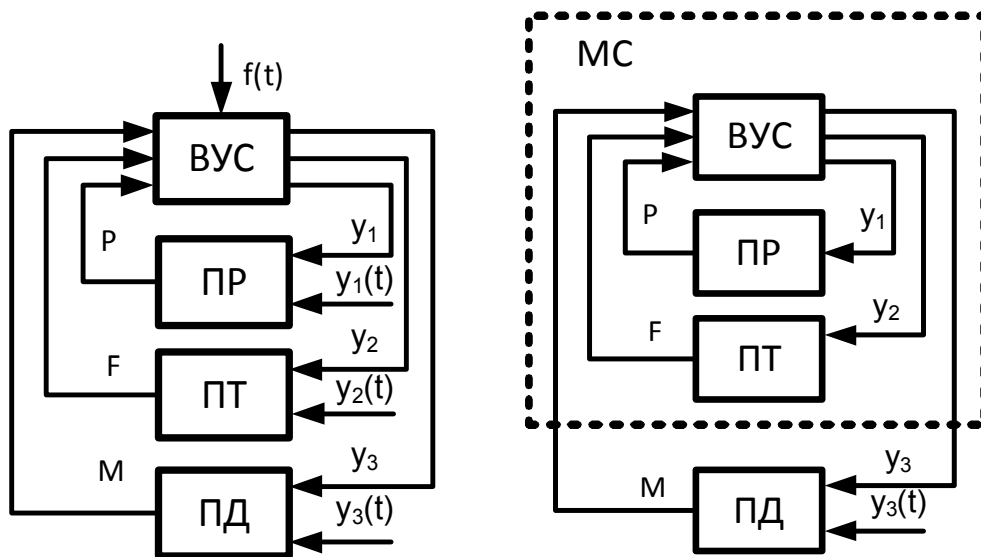 f(t)
ВУС
P
y₁
ПР
y₁(t)
F
y₂
ПТ
y₂(t)
M
y₃
ПД
y₃(t)
МС
ВУС
P
y₁
ПР
y₂
F
ПТ
y₃
M
ПД
y₃(t)